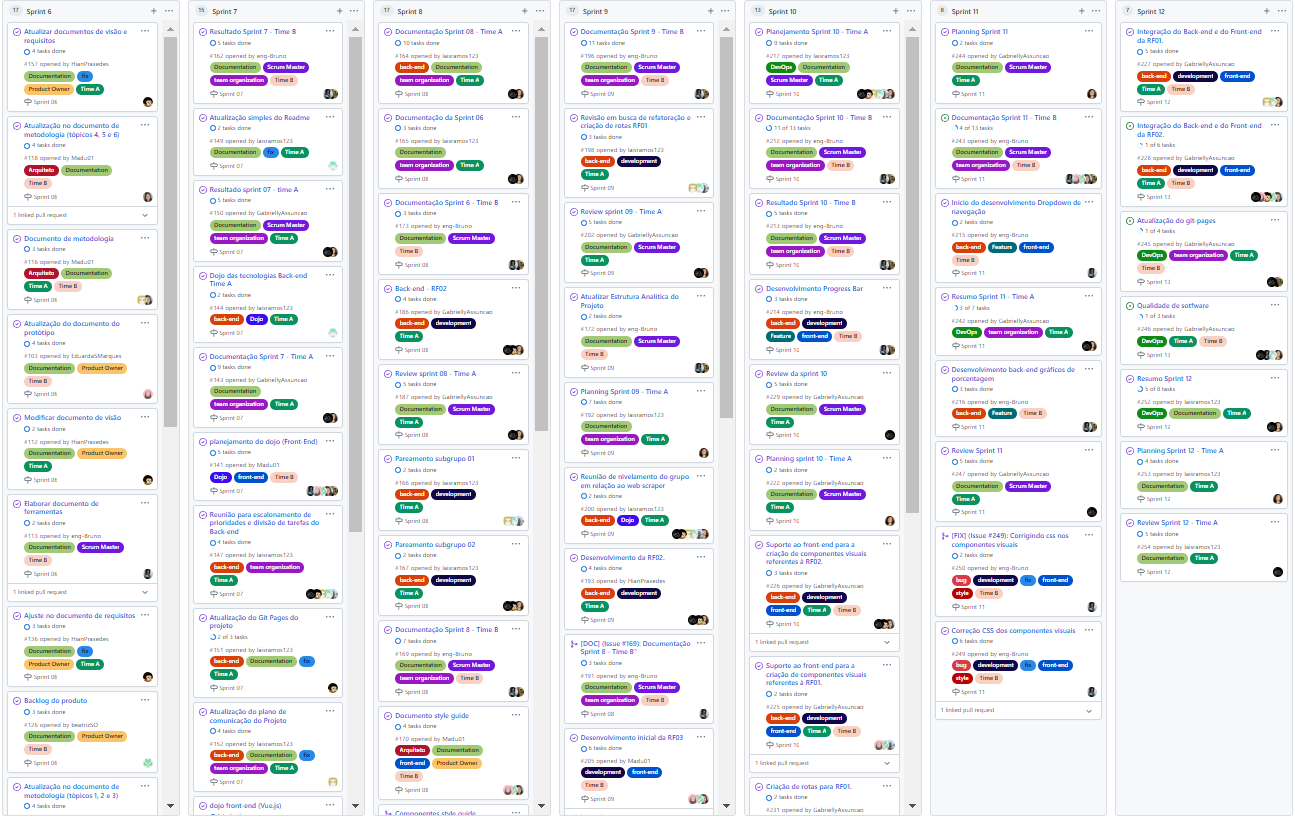 17 Sprint 6
Atualizar documentos de visão e
requisitos
4 tasks done
#157 opened by HianPraxedes
Documentation fix
Product Owner Time A
Sprint 06
Atualização no documento de
metodologia (tópicos 4, 5 e 6)
4 tasks done
#118 opened by Madu01
Arquiteto Documentation
Time B
Sprint 06
1 linked pull request
Documento de metodologia
3 tasks done
#116 opened by Madu01
Arquiteto Documentation
Time A Time B
Sprint 06
Atualização do documento do
protótipo
4 tasks done
#103 opened by EduardaSMarques
Documentation Product Owner
Time B
Sprint 06
Modificar documento de visão
2 tasks done
#112 opened by HianPraxedes
Documentation Product Owner
Time A
Sprint 06
Elaborar documento de
ferramentas
2 tasks done
#113 opened by eng-Bruno
Documentation Scrum Master
Time B
Sprint 06
1 linked pull request
Ajuste no documento de requisitos
3 tasks done
#136 opened by HianPraxedes
Documentation fix
Product Owner Time A
Sprint 06
Backlog do produto
3 tasks done
#126 opened by beatrizSO
Documentation Product Owner
Time B
Sprint 06
Atualização no documento de
metodologia (tópicos 1, 2 e 3)
4 tasks done
15 Sprint 7
Resultado Sprint 7 - Time B
5 tasks done
#162 opened by eng-Bruno
Documentation Scrum Master
team organization Time B
Sprint 07
Atualização simples do Readme
2 tasks done
#149 opened by laisramos123
Documentation fix Time A
Sprint 07
Resultado sprint 07 - time A
5 tasks done
#150 opened by GabriellyAssuncao
Documentation Scrum Master
team organization Time A
Sprint 07
Dojo das tecnologias Back-end
Time A
2 tasks done
#144 opened by laisramos123
back-end Dojo Time A
Sprint 07
Documentação Sprint 7 - Time A
9 tasks done
#143 opened by GabriellyAssuncao
Documentation
team organization Time A
Sprint 07
planejamento do dojo (Front-End)
5 tasks done
#141 opened by Madu01
Dojo front-end Time B
Sprint 07
Reunião para escalonamento de
prioridades e divisão de tarefas do
Back-end
4 tasks done
#147 opened by laisramos123
back-end team organization
Time A
Sprint 07
Atualização do Git Pages do
projeto
2 of 3 tasks
#151 opened by laisramos123
back-end Documentation fix
Time A
Sprint 07
Atualização do plano de
comunicação do Projeto
4 tasks done
#152 opened by laisramos123
back-end Documentation fix
team organization Time A
Sprint 07
dojo front-end (Vue.js)
17 Sprint 8
Documentação Sprint 08 - Time A
10 tasks done
#164 opened by laisramos123
back-end Documentation
team organization Time A
Sprint 08
Documentação da Sprint 06
3 tasks done
#165 opened by laisramos123
Documentation
team organization Time A
Sprint 08
Documentação Sprint 6 - Time B
3 tasks done
#173 opened by eng-Bruno
Documentation Scrum Master
Time B
Sprint 08
Back-end - RF02
4 tasks done
#186 opened by GabriellyAssuncao
back-end development
Time A
Sprint 08
Review sprint 08 - Time A
5 tasks done
#187 opened by GabriellyAssuncao
Documentation Scrum Master
Time A
Sprint 08
Pareamento subgrupo 01
2 tasks done
#166 opened by laisramos123
back-end development
Time A
Sprint 08
Pareamento subgrupo 02
2 tasks done
#167 opened by laisramos123
back-end development
Time A
Sprint 08
Documentação Sprint 8 - Time B
7 tasks done
#169 opened by eng-Bruno
Documentation Scrum Master
team organization Time B
Sprint 08
Documento style guide
4 tasks done
#170 opened by Madu01
Arquiteto Documentation
front-end Product Owner
Time B
Sprint 08
Componentes style guide
17 Sprint 9
Documentação Sprint 9 - Time B
11 tasks done
#196 opened by eng-Bruno
Documentation Scrum Master
team organization Time B
Sprint 09
Revisão em busca de refatoração e
criação de rotas RF01
3 tasks done
#198 opened by laisramos123
back-end development
Time A
Sprint 09
Review sprint 09 - Time A
5 tasks done
#202 opened by GabriellyAssuncao
Documentation Scrum Master
Time A
Sprint 09
Atualizar Estrutura Analítica do
Projeto
2 tasks done
#172 opened by eng-Bruno
Documentation Scrum Master
Time B
Sprint 09
Planning Sprint 09 - Time A
7 tasks done
#192 opened by laisramos123
Documentation
team organization Time A
Sprint 09
Reunião de nivelamento do grupo
em relação ao web scraper
2 tasks done
#200 opened by laisramos123
back-end Dojo Time A
Sprint 09
Desenvolvimento da RF02.
3 tasks done
#193 opened by HianPraxedes
back-end development
Time A
Sprint 09
[DOC] (Issue #169): Documentação
Sprint 8 - Time B"
3 tasks done
#191 opened by eng-Bruno
Documentation Scrum Master
team organization Time B
Sprint 08
Desenvolvimento inicial da RF03
6 tasks done
#205 opened by Madu01
development front-end
Time B
Sprint 09
13 Sprint 10
Planejamento Sprint 10 - Time A
9 tasks done
#217 opened by laisramos123
DevOps Documentation
Scrum Master Time A
Sprint 10
Documentação Sprint 10 - Time B
11 of 13 tasks
#212 opened by eng-Bruno
Documentation Scrum Master
team organization Time B
Sprint 10
Resultado Sprint 10 - Time B
5 tasks done
#213 opened by eng-Bruno
Documentation Scrum Master
team organization Time B
Sprint 10
Desenvolvimento Progress Bar
3 tasks done
#214 opened by eng-Bruno
back-end development
Feature front-end Time B
Sprint 10
Review da sprint 10
5 tasks done
#229 opened by GabriellyAssuncao
Documentation Scrum Master
Time A
Sprint 10
Planning sprint 10 - Time A
4 tasks done
#222 opened by GabriellyAssuncao
Documentation Scrum Master
Time A
Sprint 10
Suporte ao front-end para a
criação de componentes visuais
referentes à RF02.
3 tasks done
#226 opened by GabriellyAssuncao
back-end development
front-end Time A Time B
Sprint 10
1 linked pull request
Suporte ao front-end para a
criação de componentes visuais
referentes à RF01.
2 tasks done
#225 opened by GabriellyAssuncao
back-end development
front-end Time A Time B
Sprint 10
1 linked pull request
Criação de rotas para RF01.
2 tasks done
#231 opened by GabriellyAssuncao
8 Sprint 11
Planning Sprint 11
2 tasks done
#244 opened by GabriellyAssuncao
Documentation Scrum Master
Time A
Sprint 11
Documentação Sprint 11 - Time B
4 of 13 tasks
#243 opened by eng-Bruno
Documentation Scrum Master
team organization Time B
Sprint 11
Início do desenvolvimento Dropdown de
navegação
2 tasks done
#215 opened by eng-Bruno
back-end Feature front-end
Time B
Sprint 11
Resumo Sprint 11 - Time A
3 of 7 tasks
#242 opened by GabriellyAssuncao
DevOps team organization Time A
Sprint 11
Desenvolvimento back-end gráficos de
porcentagem
3 tasks done
#216 opened by eng-Bruno
back-end Feature Time B
Sprint 11
Review Sprint 11
5 tasks done
#247 opened by GabriellyAssuncao
Documentation Scrum Master
Time A
Sprint 11
[FIX] (Issue #249): Corrigindo css nos
componentes visuais
2 tasks done
#250 opened by eng-Bruno
bug development fix front-end
style Time B
Sprint 11
Correção CSS dos componentes visuais
6 tasks done
#249 opened by eng-Bruno
bug development fix front-end
style Time B
Sprint 11
1 linked pull request
7 Sprint 12
Integração do Back-end e do Front-end
da RF01.
5 tasks done
#227 opened by GabriellyAssuncao
back-end development front-end
Time A Time B
Sprint 12
Integração do Back-end e do Front-end
da RF02.
1 of 6 tasks
#228 opened by GabriellyAssuncao
back-end development front-end
Time A Time B
Sprint 13
Atualização do git-pages
1 of 4 tasks
#245 opened by GabriellyAssuncao
DevOps team organization Time A
Time B
Sprint 13
Qualidade de sotfware
1 of 3 tasks
#246 opened by GabriellyAssuncao
DevOps Time A Time B
Sprint 13
Resumo Sprint 12
5 of 8 tasks
#252 opened by laisramos123
DevOps Documentation Time A
Sprint 12
Planning Sprint 12 - Time A
4 tasks done
#253 opened by laisramos123
Documentation Scrum Master
Time A
Sprint 12
Review Sprint 12 - Time A
5 tasks done
#254 opened by laisramos123
Documentation Time A
Sprint 12